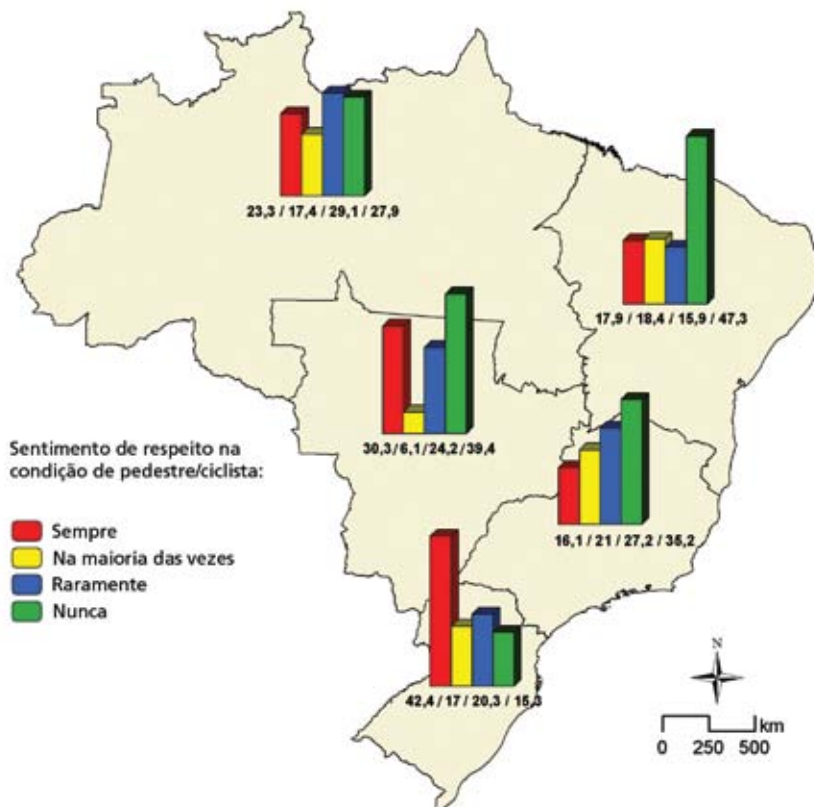 23,3 / 17,4 / 29,1 / 27,9
17,9 / 18,4 / 15,9 / 47,3
30,3 / 6,1 / 24,2 / 39,4
16,1 / 21 / 27,2 / 35,2
42,4 / 17 / 20,3 / 15,3
Sentimento de respeito na
condição de pedestre/ciclista:
Sempre
Na maioria das vezes
Raramente
Nunca
N
km
0 250 500